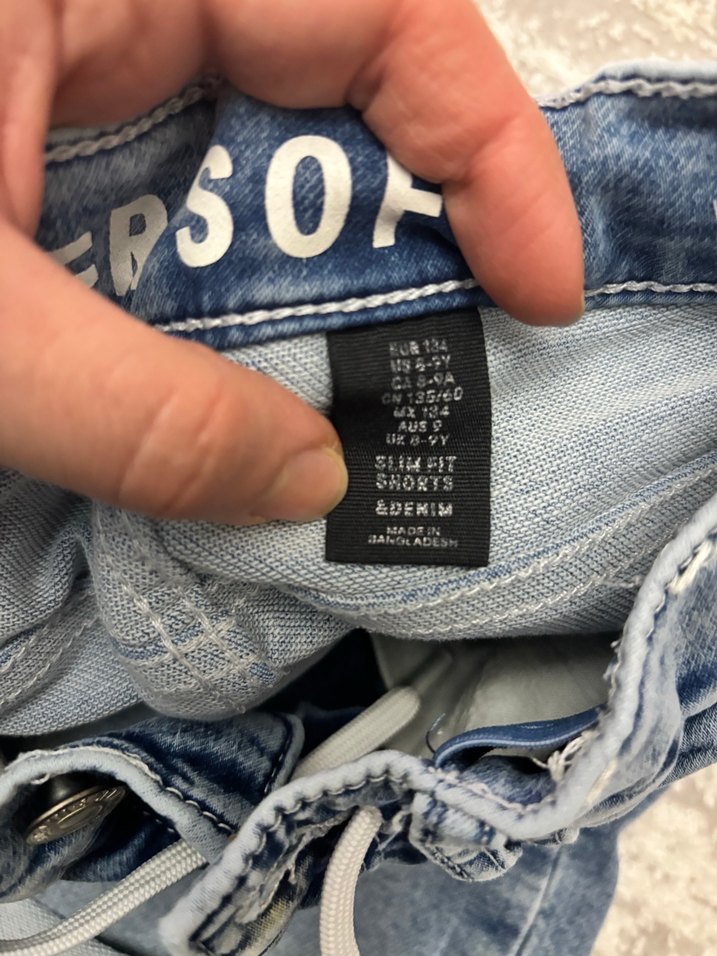 ERSOF
EUR 134
US 8-9Y
CA 8-9A
CN 135/60
MX 134
AUS 9
UK 8-9Y
SLIM FIT
SHORTS
&DENIM
MADE IN
BANGLADESH